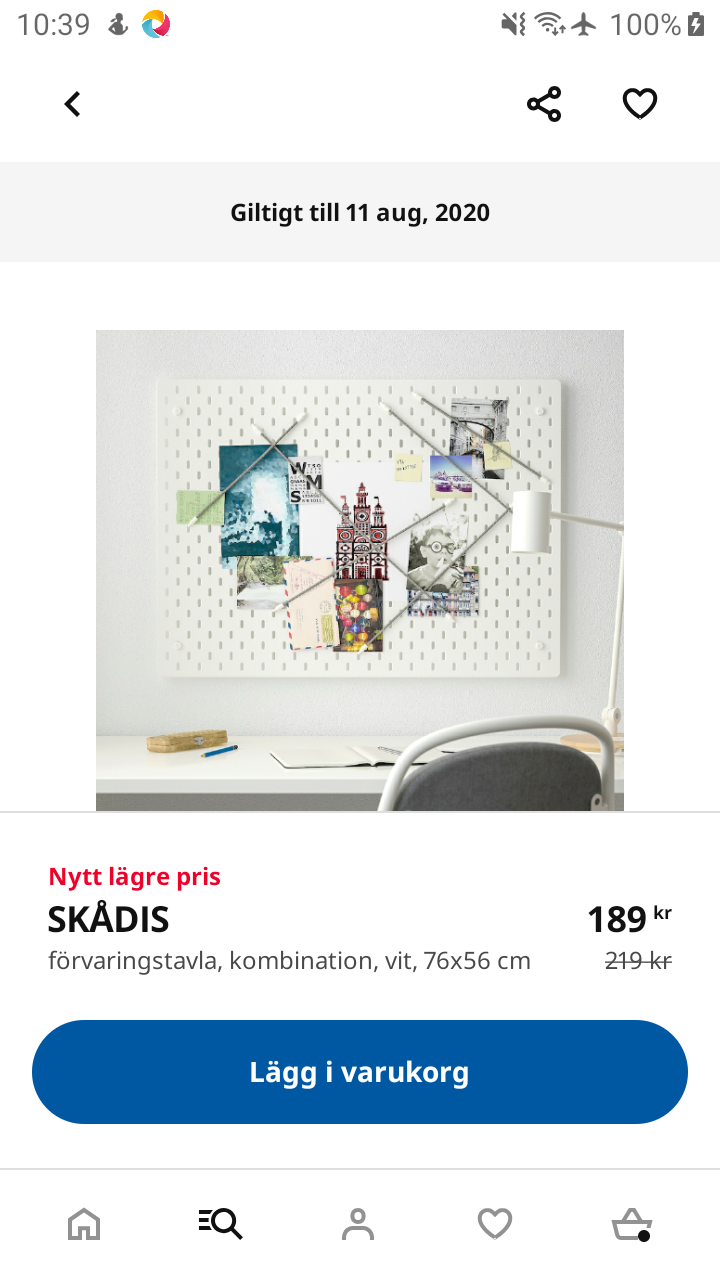 10:39
100%
Giltigt till 11 aug, 2020
W
M
S
Nytt lägre pris
SKÅDIS
189 kr
förvaringstavla, kombination, vit, 76x56 cm
219 kr
Lägg i varukorg